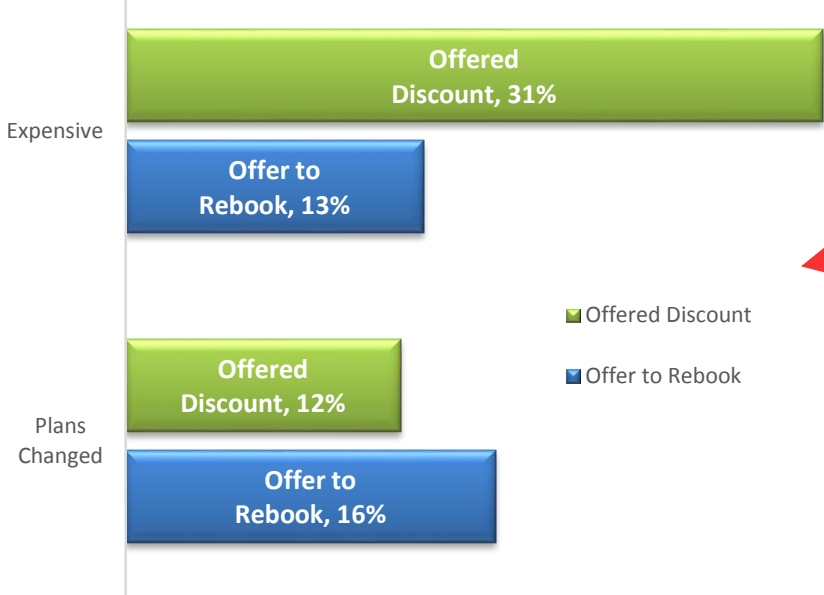 Offered
Discount, 31%
Expensive
Offer to
Rebook, 13%
Offered Discount
Offer to Rebook
Offered
Discount, 12%
Plans
Changed
Offer to
Rebook, 16%